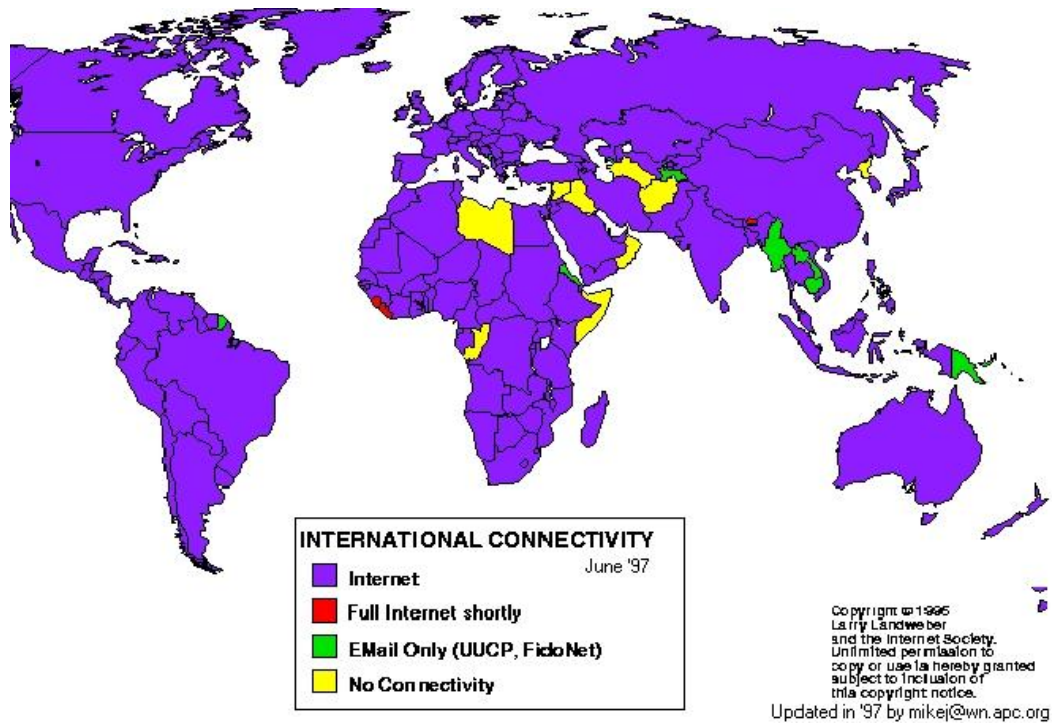 INTERNATIONAL CONNECTIVITY
June '97
Internet
Full Internet shortly
EMail Only (UUCP, FidoNet)
No Connectivity
Copyright © 1995
Larry Landweber
and the Internet Society.
Unlimited permission to
copy or use is hereby granted
subject to inclusion of
this copyright notice.
Updated in '97 by mikej@wn.apc.org